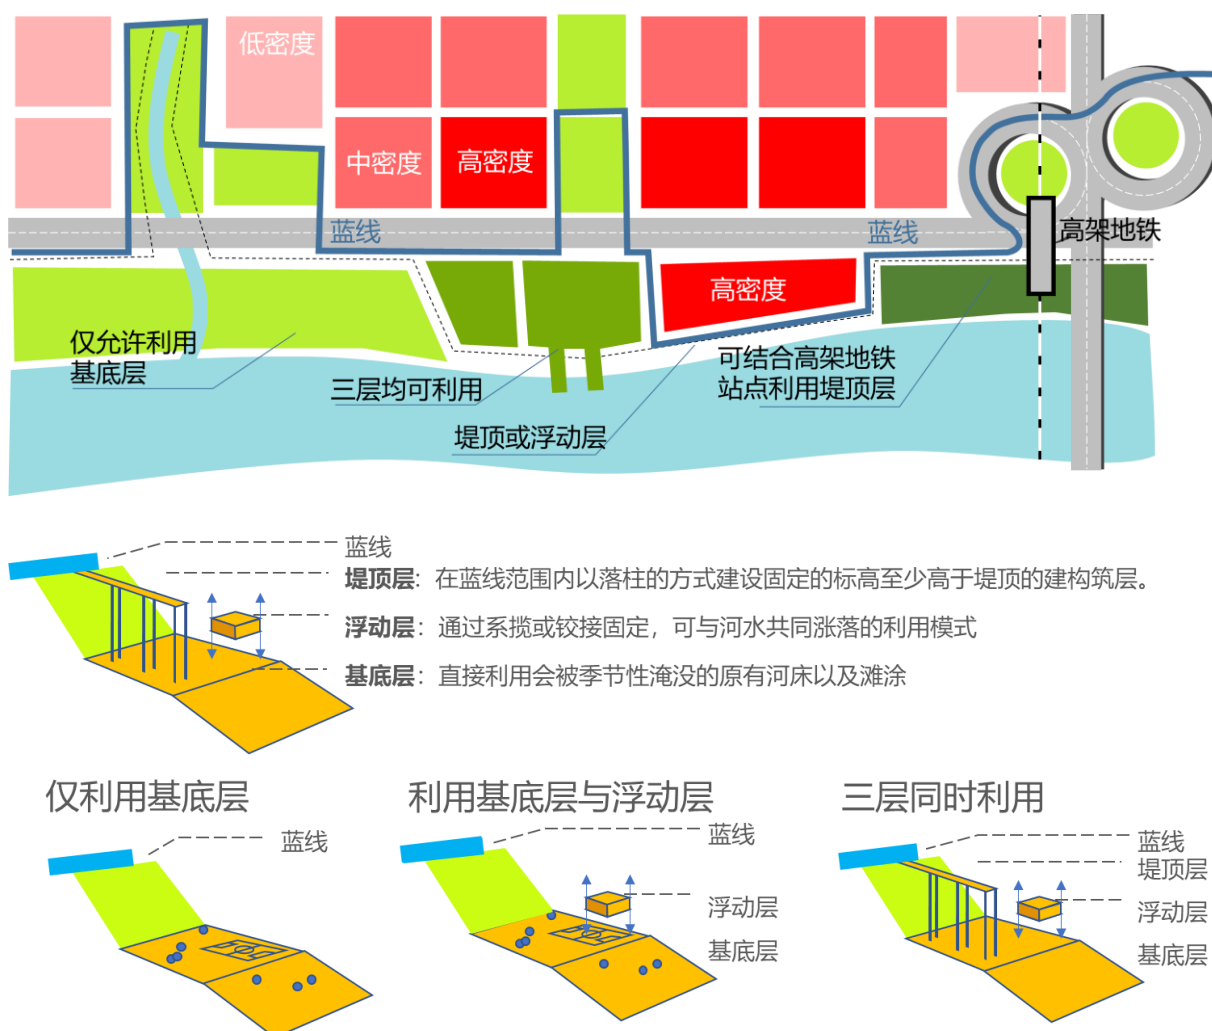 低密度
中密度
高密度
蓝线
蓝线
高架地铁
高密度
仅允许利用
基底层
三层均可利用
可结合高架地铁
站点利用堤顶层
堤顶或浮动层
蓝线
堤顶层：在蓝线范围内以落柱的方式建设固定的标高至少高于堤顶的建构筑层。
浮动层：通过系揽或铰接固定，可与河水共同涨落的利用模式
基底层：直接利用会被季节性淹没的原有河床以及滩涂
仅利用基底层
蓝线
利用基底层与浮动层
蓝线
浮动层
基底层
三层同时利用
蓝线
堤顶层
浮动层
基底层